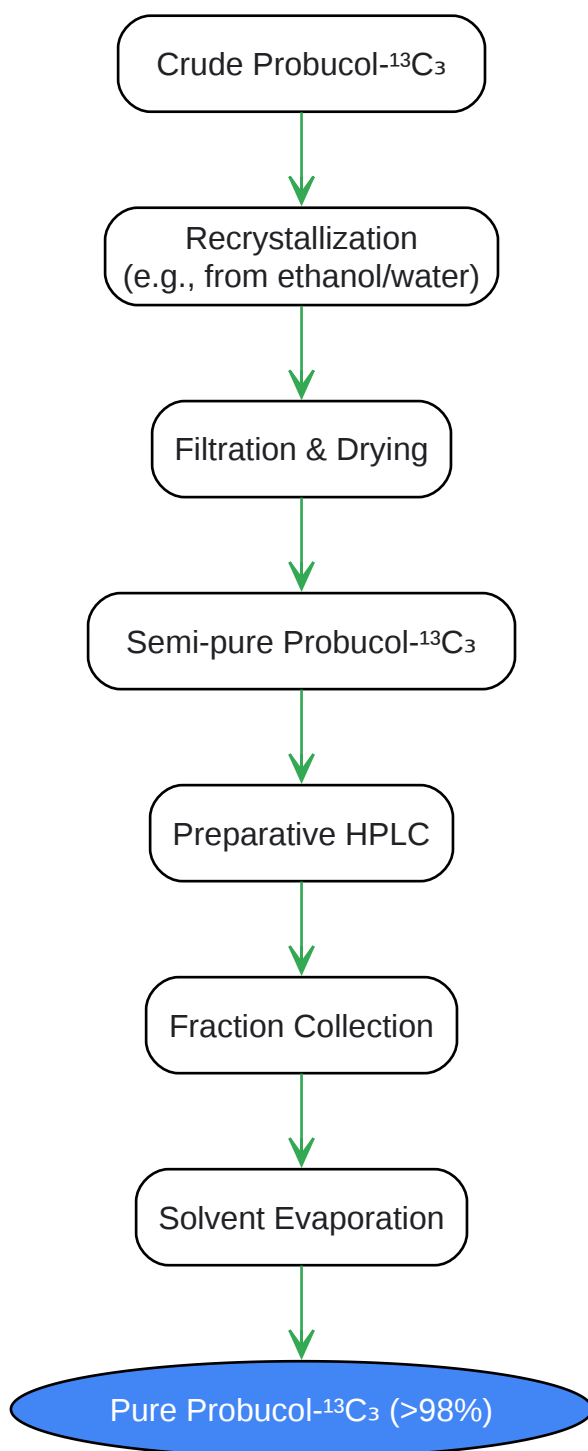 Crude Probucol-¹³C₃
Recrystallization
(e.g., from ethanol/water)
Filtration & Drying
Semi-pure Probucol-¹³C₃
Preparative HPLC
Fraction Collection
Solvent Evaporation
Pure Probucol-¹³C₃ (>98%)